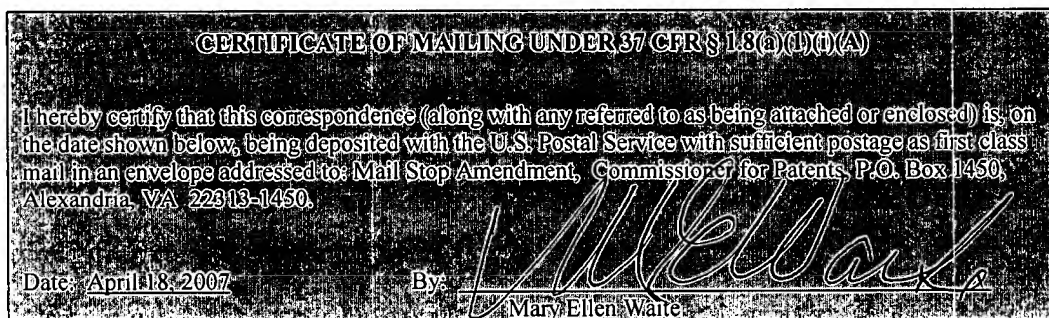 CERTIFICATE OF MAILING UNDER 37 CFR § 1.8(a)(1)(i)(A)
I hereby certify that this correspondence (along with any referred to as being attached or enclosed) is, on
the date shown below, being deposited with the U.S. Postal Service with sufficient postage as first class
mail in an envelope addressed to: Mail Stop Amendment, Commissioner for Patents, P.O. Box 1450,
Alexandria, VA 22313-1450.
Date: April 18, 2007 By:
Mary Ellen Waite